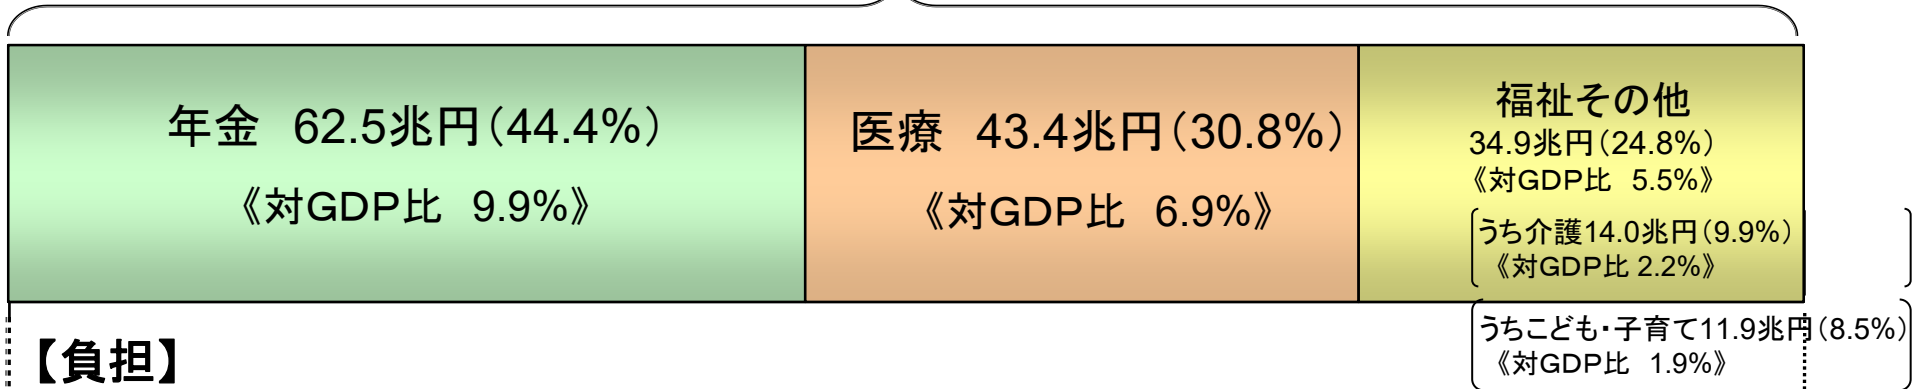 年金　62.5兆円（44.4%）
《対GDP比　9.9%》
医療　43.4兆円（30.8%）
《対GDP比　6.9%》
福祉その他
34.9兆円（24.8%）
《対GDP比　5.5%》
うち介護14.0兆円（9.9%）
《対GDP比 2.2%》
うちこども・子育て11.9兆円（8.5%）
《対GDP比　1.9%》
【負担】